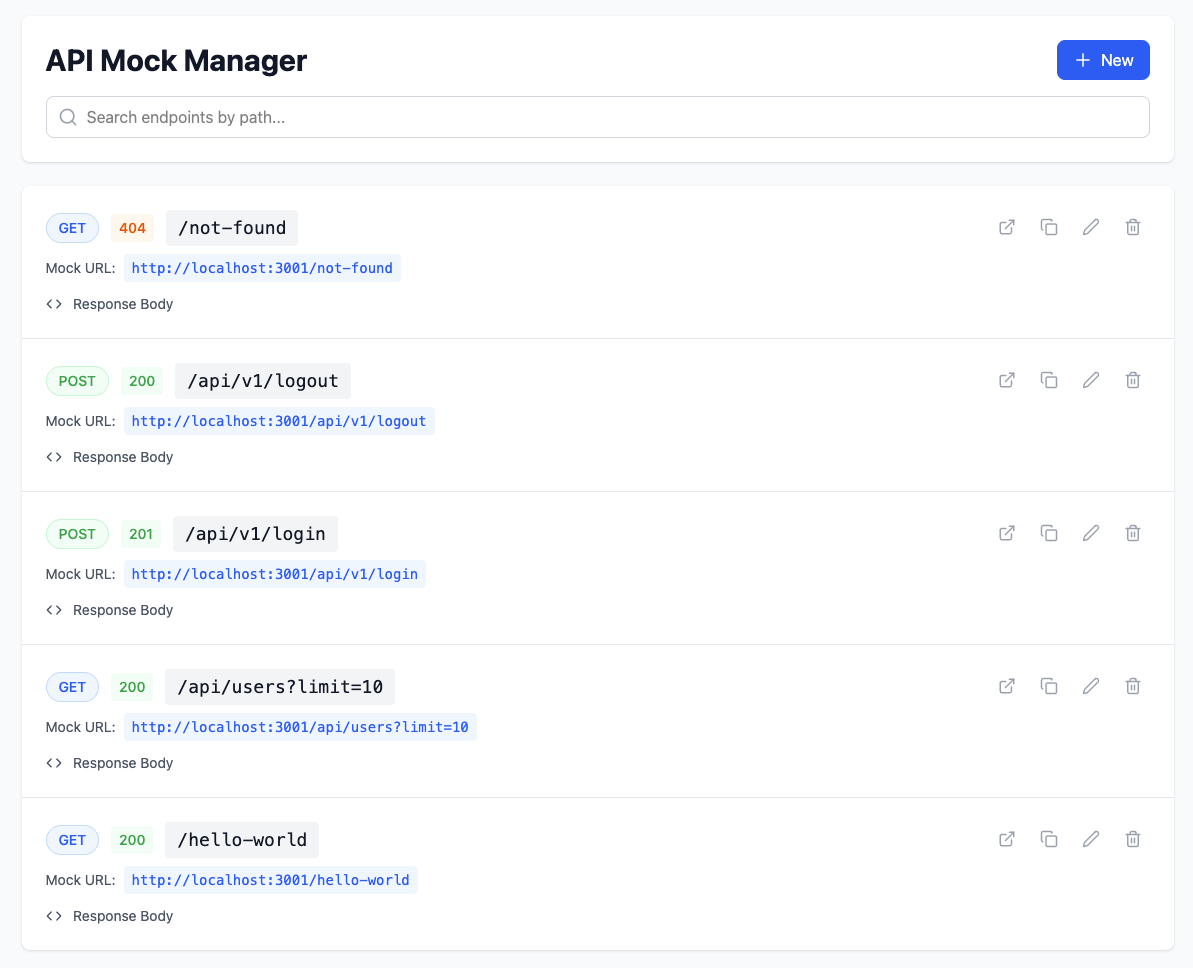 API Mock Manager
New
Search endpoints by path...
GET 404 /not-found
Mock URL: http://localhost:3001/not-found
<> Response Body
POST 200 /api/v1/logout
Mock URL: http://localhost:3001/api/v1/logout
<> Response Body
POST 201 /api/v1/login
Mock URL: http://localhost:3001/api/v1/login
<> Response Body
GET 200 /api/users?limit=10
Mock URL: http://localhost:3001/api/users?limit=10
<> Response Body
GET 200 /hello-world
Mock URL: http://localhost:3001/hello-world
<> Response Body